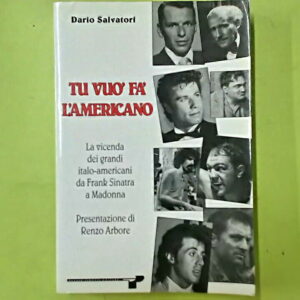 Dario Salvatori
TU VUO' FA'
L'AMERICANO
La vicenda
dei grandi
italo-americani
da Frank Sinatra
a Madonna
Presentazione di
Renzo Arbore